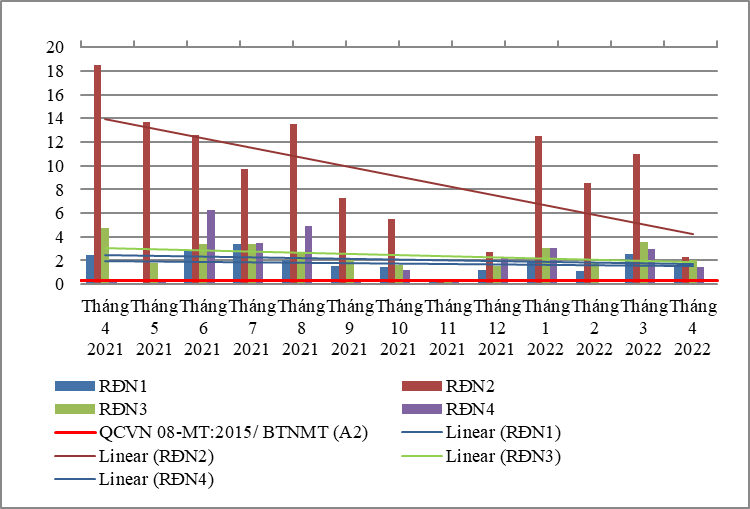 20
18
16
14
12
10
8
6
4
2
0
Tháng Tháng Tháng Tháng Tháng Tháng Tháng Tháng Tháng Tháng Tháng Tháng Tháng
4 5 6 7 8 9 10 11 12 1 2 3 4
2021 2021 2021 2021 2021 2021 2021 2021 2021 2022 2022 2022 2022
RĐN1 RĐN2
RĐN3 RĐN4
QCVN 08-MT:2015/ BTNMT (A2) Linear (RĐN1)
Linear (RĐN2) Linear (RĐN3)
Linear (RĐN4)